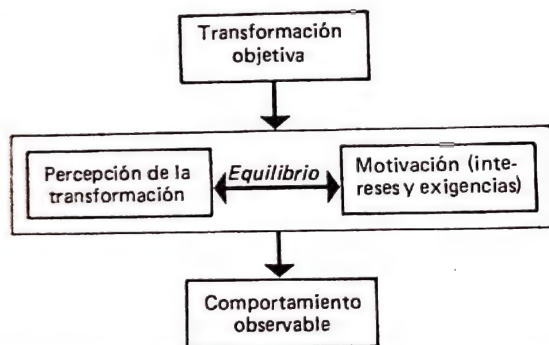 Transformación
objetiva
Percepción de la
transformación
Equilibrio
Motivación (inte-
reses y exigencias)
Comportamiento
observable